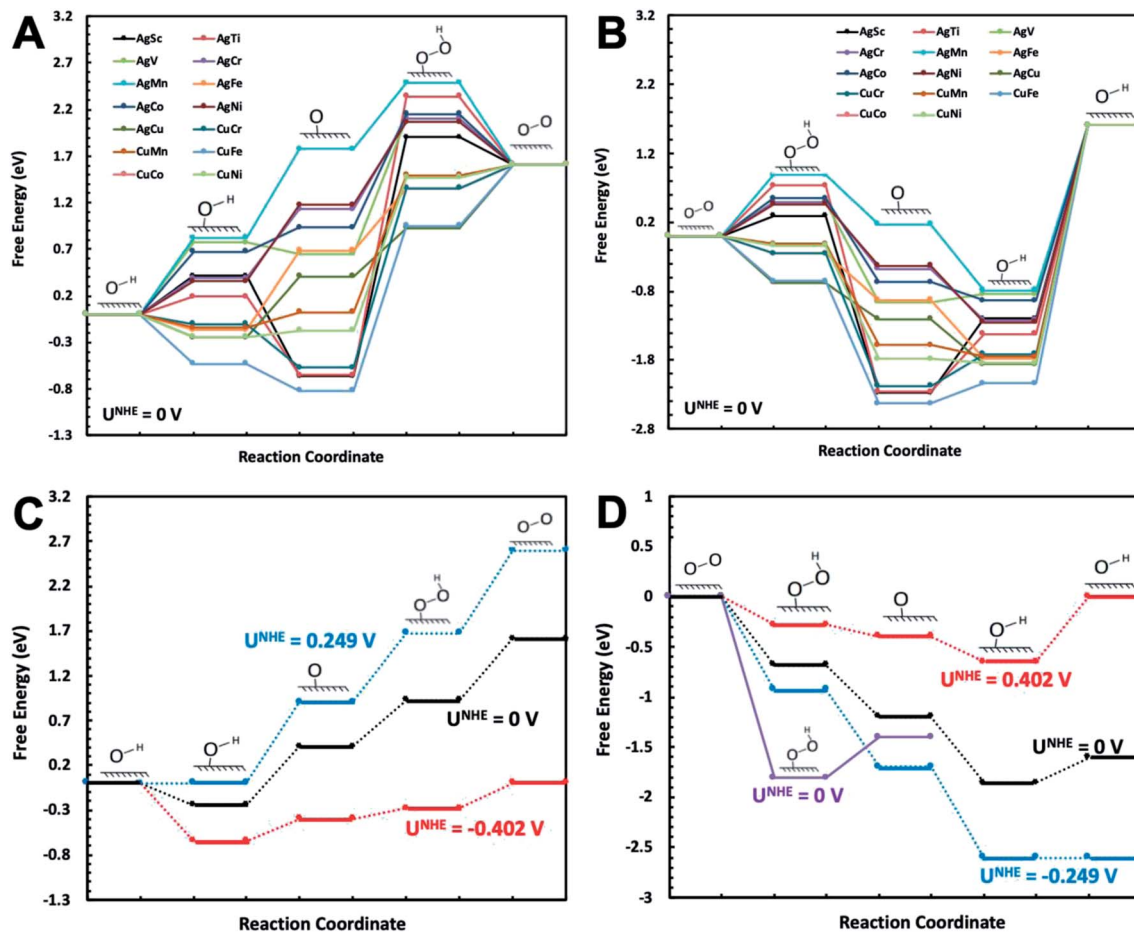 A
3.2
2.7
2.2
1.7
1.2
0.7
0.2
-0.3
-0.8
-1.3
Free Energy (eV)
AgSc AgTi
AgV AgCr
AgMn AgFe
AgCo AgNi
AgCu CuCr
CuMn CuFe
CuCo CuNi
O H
O H
O
O O H
O O
U^NHE = 0 V
Reaction Coordinate
B
3.2
2.2
1.2
0.2
-0.8
-1.8
-2.8
Free Energy (eV)
AgSc AgTi AgV
AgCr AgMn AgFe
AgCo AgNi AgCu
CuCr CuMn CuFe
CuCo CuNi
O O
O O H
O
O H
O H
U^NHE = 0 V
Reaction Coordinate
C
3.2
2.7
2.2
1.7
1.2
0.7
0.2
-0.3
-0.8
-1.3
Free Energy (eV)
O H
O H
O
O O H
O O
U^NHE = 0.249 V
U^NHE = 0 V
U^NHE = -0.402 V
Reaction Coordinate
D
1
0.5
0
-0.5
-1
-1.5
-2
-2.5
-3
Free Energy (eV)
O O
O O H
O
O H
O H
U^NHE = 0.402 V
O O H
U^NHE = 0 V
U^NHE = 0 V
U^NHE = -0.249 V
Reaction Coordinate